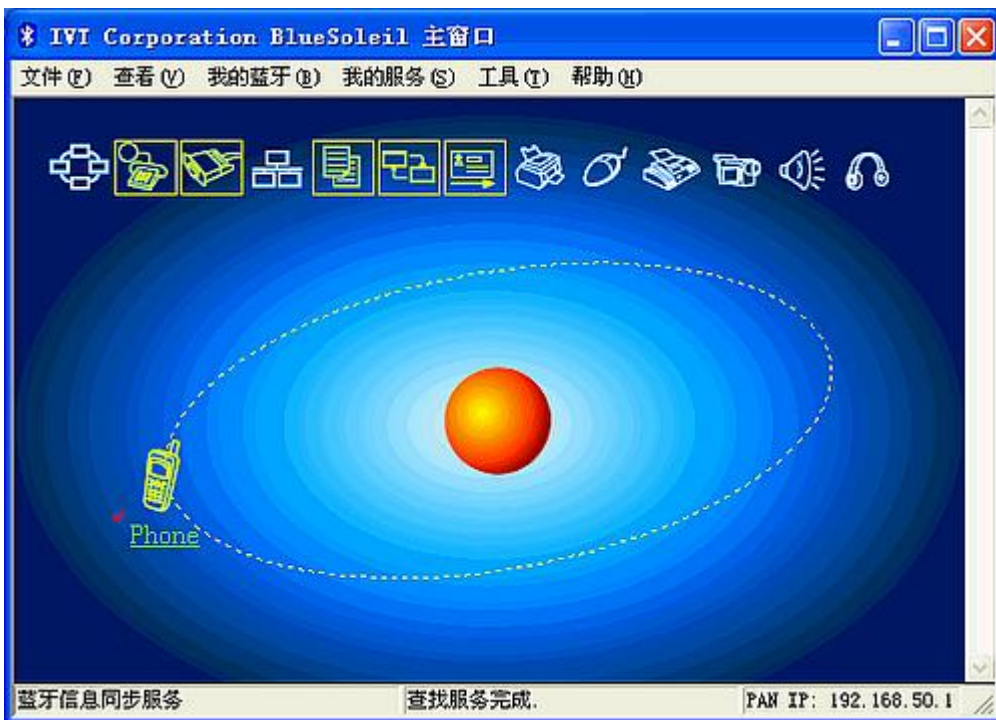 IVT Corporation BlueSoleil 主窗口
文件(F) 查看(V) 我的蓝牙(B) 我的服务(S) 工具(T) 帮助(H)
Phone
蓝牙信息同步服务 查找服务完成. PAN IP: 192.168.50.1